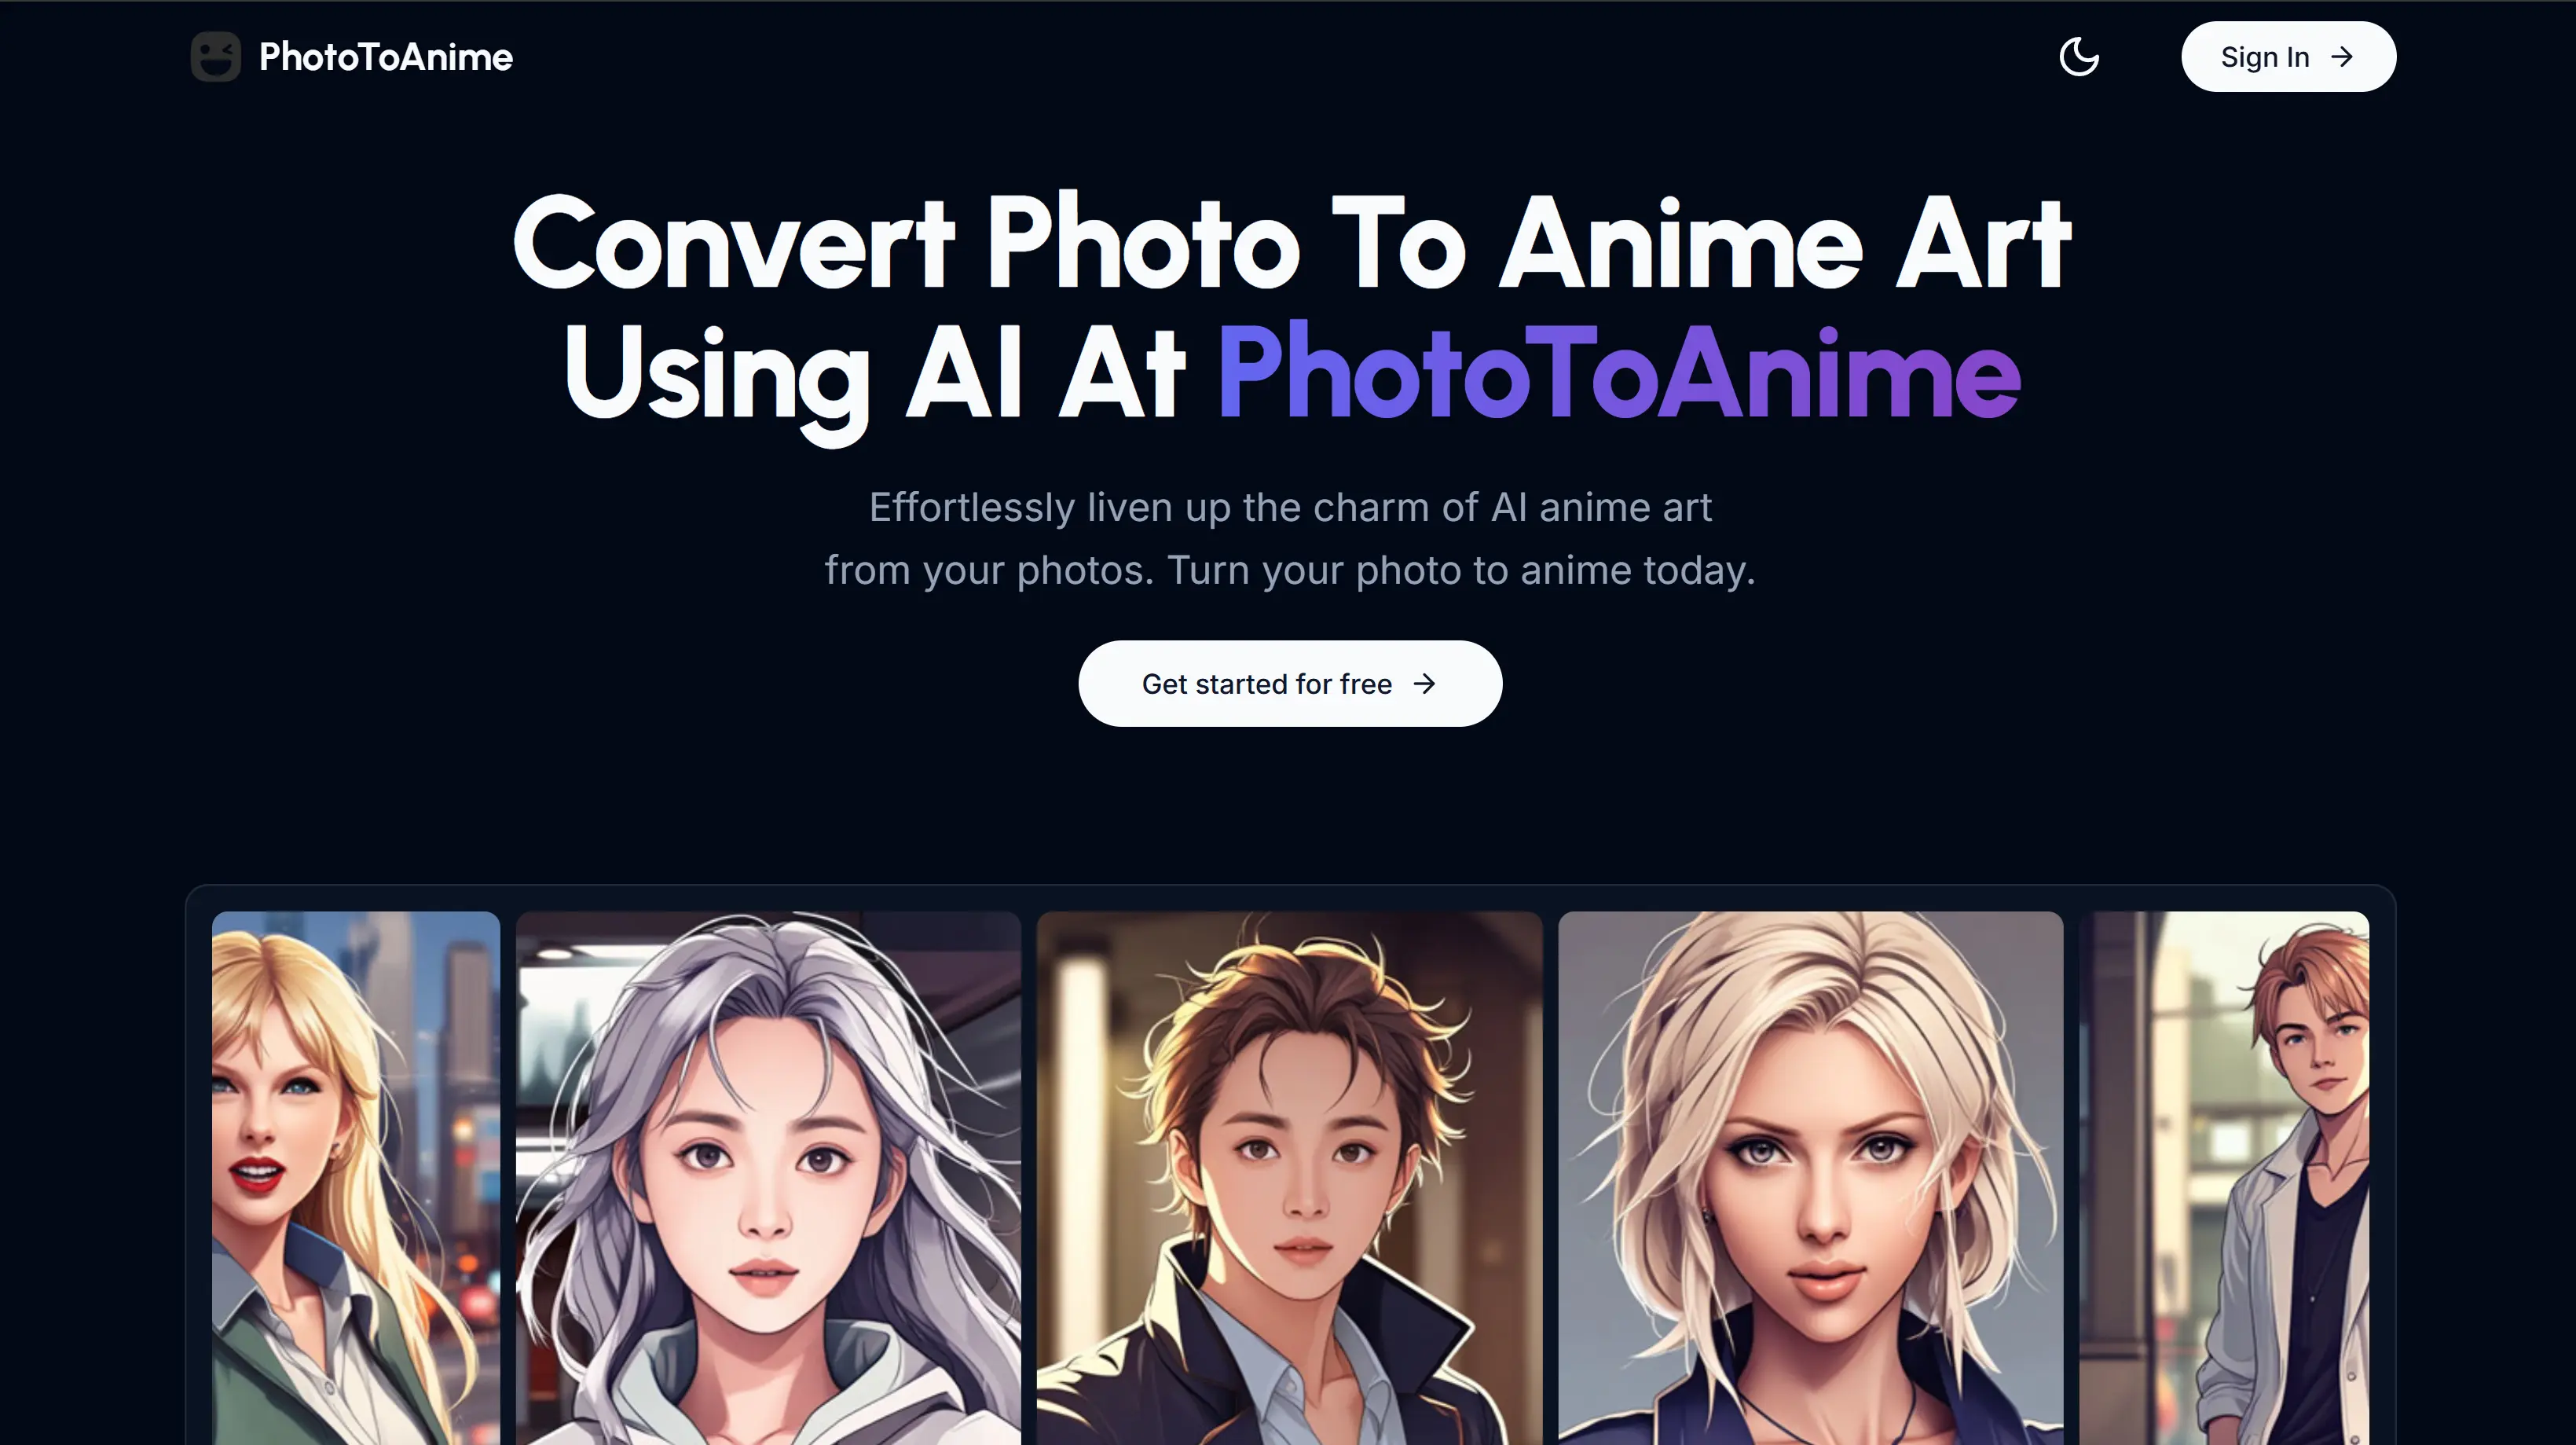 PhotoToAnime
Sign In
Convert Photo To Anime Art
Using AI At PhotoToAnime
Effortlessly liven up the charm of AI anime art
from your photos. Turn your photo to anime today.
Get started for free